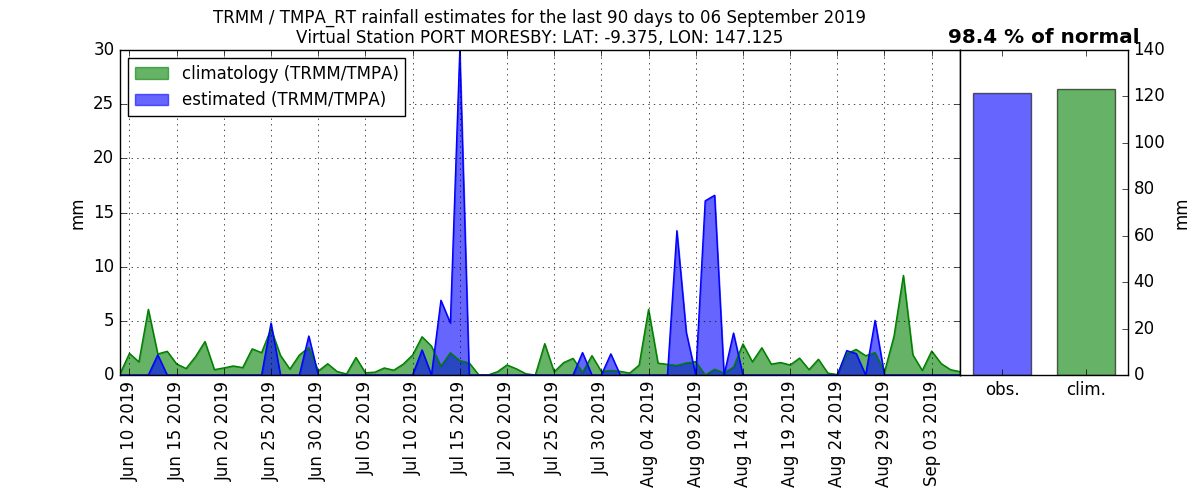 TRMM / TMPA_RT rainfall estimates for the last 90 days to 06 September 2019
Virtual Station PORT MORESBY: LAT: -9.375, LON: 147.125
98.4 % of normal
climatology (TRMM/TMPA)
estimated (TRMM/TMPA)
mm
30
25
20
15
10
5
0
Jun 10 2019
Jun 15 2019
Jun 20 2019
Jun 25 2019
Jun 30 2019
Jul 05 2019
Jul 10 2019
Jul 15 2019
Jul 20 2019
Jul 25 2019
Jul 30 2019
Aug 04 2019
Aug 09 2019
Aug 14 2019
Aug 19 2019
Aug 24 2019
Aug 29 2019
Sep 03 2019
obs.
clim.
140
120
100
80
60
40
20
0
mm